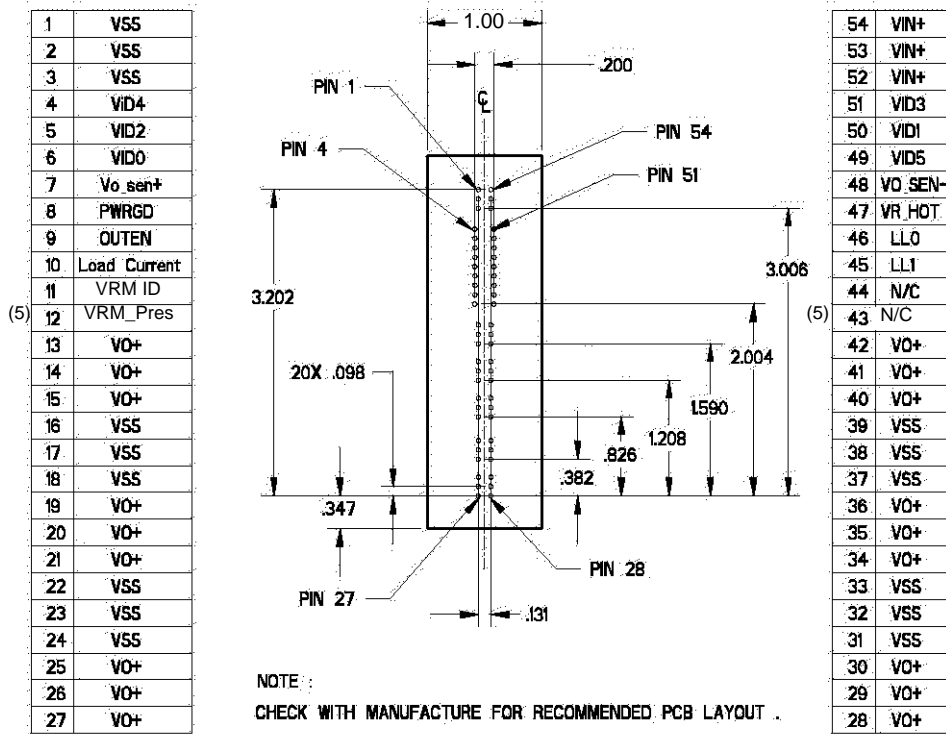 1 VSS
2 VSS
3 VSS
4 ViD4
5 VID2
6 VID0
7 Vo_sen+
8 PWRGD
9 OUTEN
10 Load Current
11 VRM ID
(5) 12 VRM_Pres
13 VO+
14 VO+
15 VO+
16 VSS
17 VSS
18 VSS
19 VO+
20 VO+
21 VO+
22 VSS
23 VSS
24 VSS
25 VO+
26 VO+
27 VO+
1.00
.200
PIN 1
CL
PIN 54
PIN 4
PIN 51
3.202
3.006
2.004
20X .098
1.590
1.208
.826
.382
.347
PIN 28
PIN 27
.131
NOTE :
CHECK WITH MANUFACTURE FOR RECOMMENDED PCB LAYOUT .
54 VIN+
53 VIN+
52 VIN+
51 VID3
50 VID1
49 VID5
48 VO_SEN-
47 VR_HOT
46 LL0
45 LL1
44 N/C
(5) 43 N/C
42 VO+
41 VO+
40 VO+
39 VSS
38 VSS
37 VSS
36 VO+
35 VO+
34 VO+
33 VSS
32 VSS
31 VSS
30 VO+
29 VO+
28 VO+